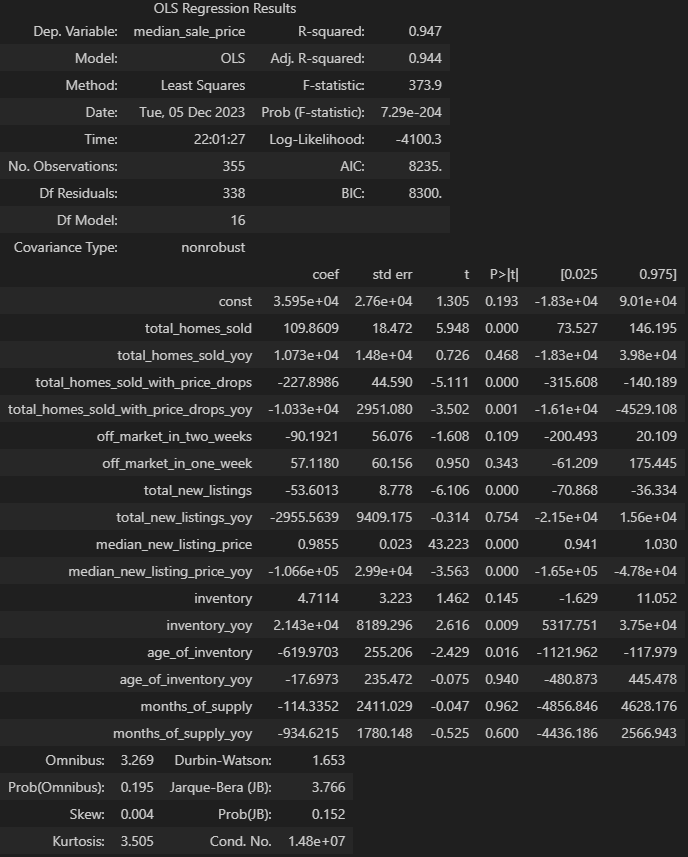 OLS Regression Results
Dep. Variable: median_sale_price R-squared: 0.947
Model: OLS Adj. R-squared: 0.944
Method: Least Squares F-statistic: 373.9
Date: Tue, 05 Dec 2023 Prob (F-statistic): 7.29e-204
Time: 22:01:27 Log-Likelihood: -4100.3
No. Observations: 355 AIC: 8235.
Df Residuals: 338 BIC: 8300.
Df Model: 16
Covariance Type: nonrobust
coef std err t P>|t| [0.025 0.975]
const 3.595e+04 2.76e+04 1.305 0.193 -1.83e+04 9.01e+04
total_homes_sold 109.8609 18.472 5.948 0.000 73.527 146.195
total_homes_sold_yoy 1.073e+04 1.48e+04 0.726 0.468 -1.83e+04 3.98e+04
total_homes_sold_with_price_drops -227.8986 44.590 -5.111 0.000 -315.608 -140.189
total_homes_sold_with_price_drops_yoy -1.033e+04 2951.080 -3.502 0.001 -1.61e+04 -4529.108
off_market_in_two_weeks -90.1921 56.076 -1.608 0.109 -200.493 20.109
off_market_in_one_week 57.1180 60.156 0.950 0.343 -61.209 175.445
total_new_listings -53.6013 8.778 -6.106 0.000 -70.868 -36.334
total_new_listings_yoy -2955.5639 9409.175 -0.314 0.754 -2.15e+04 1.56e+04
median_new_listing_price 0.9855 0.023 43.223 0.000 0.941 1.030
median_new_listing_price_yoy -1.066e+05 2.99e+04 -3.563 0.000 -1.65e+05 -4.78e+04
inventory 4.7114 3.223 1.462 0.145 -1.629 11.052
inventory_yoy 2.143e+04 8189.296 2.616 0.009 5317.751 3.75e+04
age_of_inventory -619.9703 255.206 -2.429 0.016 -1121.962 -117.979
age_of_inventory_yoy -17.6973 235.472 -0.075 0.940 -480.873 445.478
months_of_supply -114.3352 2411.029 -0.047 0.962 -4856.846 4628.176
months_of_supply_yoy -934.6215 1780.148 -0.525 0.600 -4436.186 2566.943
Omnibus: 3.269 Durbin-Watson: 1.653
Prob(Omnibus): 0.195 Jarque-Bera (JB): 3.766
Skew: 0.004 Prob(JB): 0.152
Kurtosis: 3.505 Cond. No. 1.48e+07